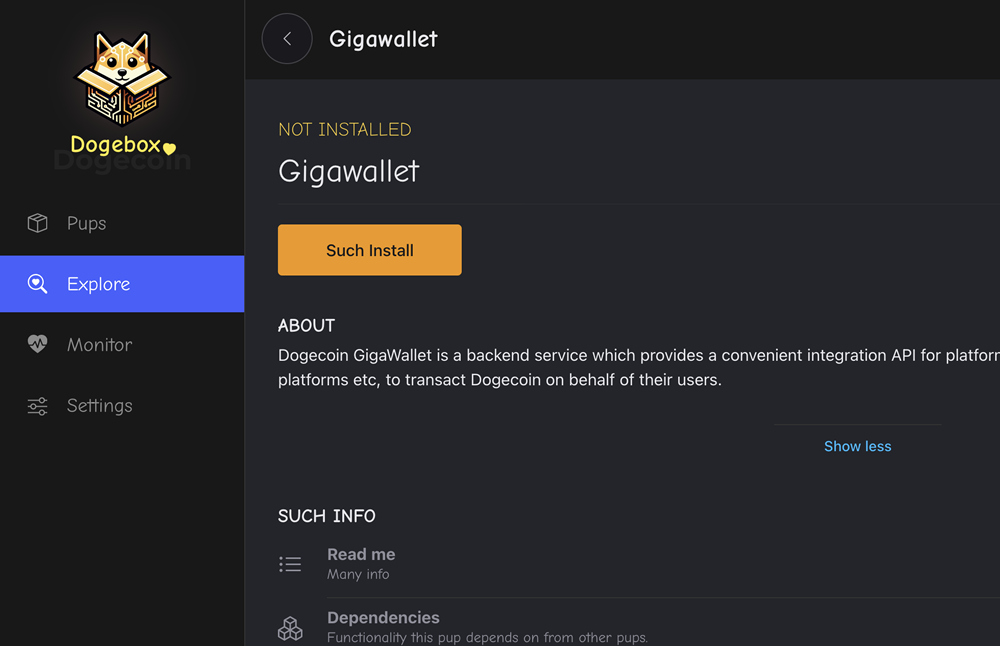 Gigawallet
Dogebox
Dogecoin
Pups
Explore
Monitor
Settings
NOT INSTALLED
Gigawallet
Such Install
ABOUT
Dogecoin GigaWallet is a backend service which provides a convenient integration API for
platforms etc, to transact Dogecoin on behalf of their users.
Show less
SUCH INFO
Read me
Many info
Dependencies
Functionality this pup depends on from other pups.